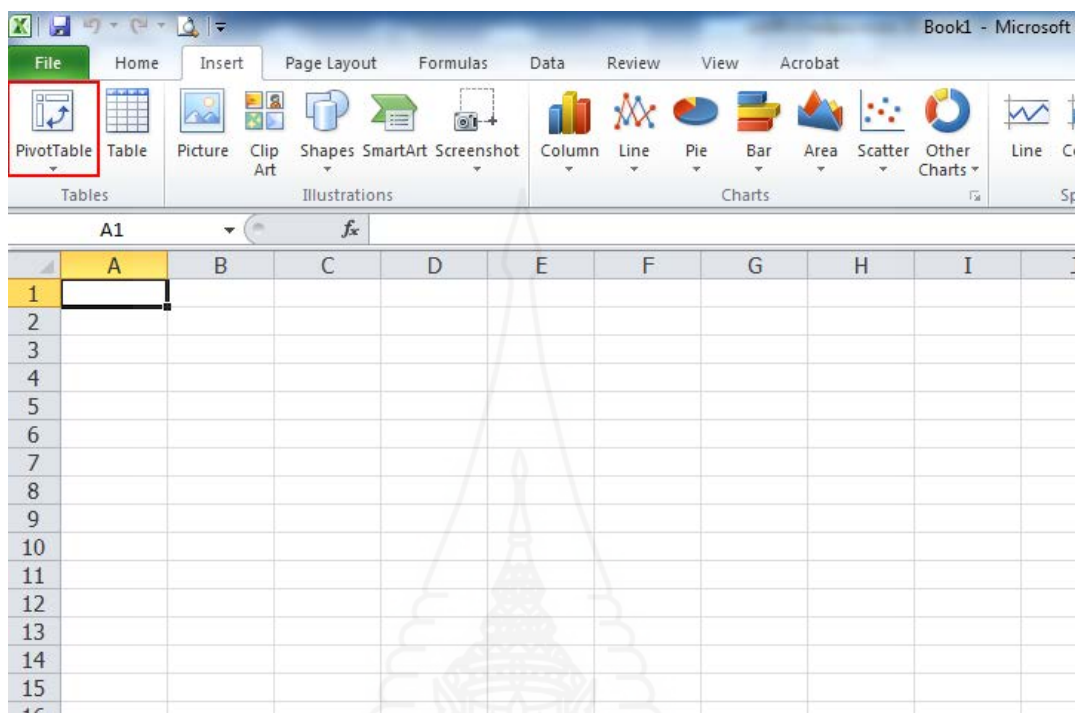 Book1 - Microsoft
File Home Insert Page Layout Formulas Data Review View Acrobat
PivotTable Table Picture Clip Art Shapes SmartArt Screenshot Column Line Pie Bar Area Scatter Other Charts Line
Tables Illustrations Charts
A1 fx
A B C D E F G H I
1
2
3
4
5
6
7
8
9
10
11
12
13
14
15